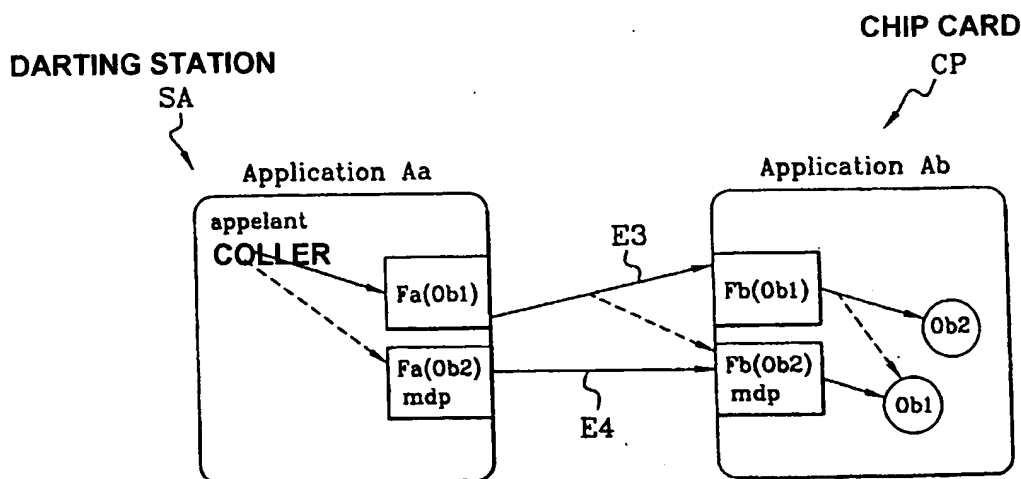 CHIP CARD
CP
DARTING STATION
SA
Application Aa
Application Ab
appelant
COLLER
Fa(Ob1)
E3
Fb(Ob1)
Ob2
Fa(Ob2)
mdp
E4
Fb(Ob2)
mdp
Ob1